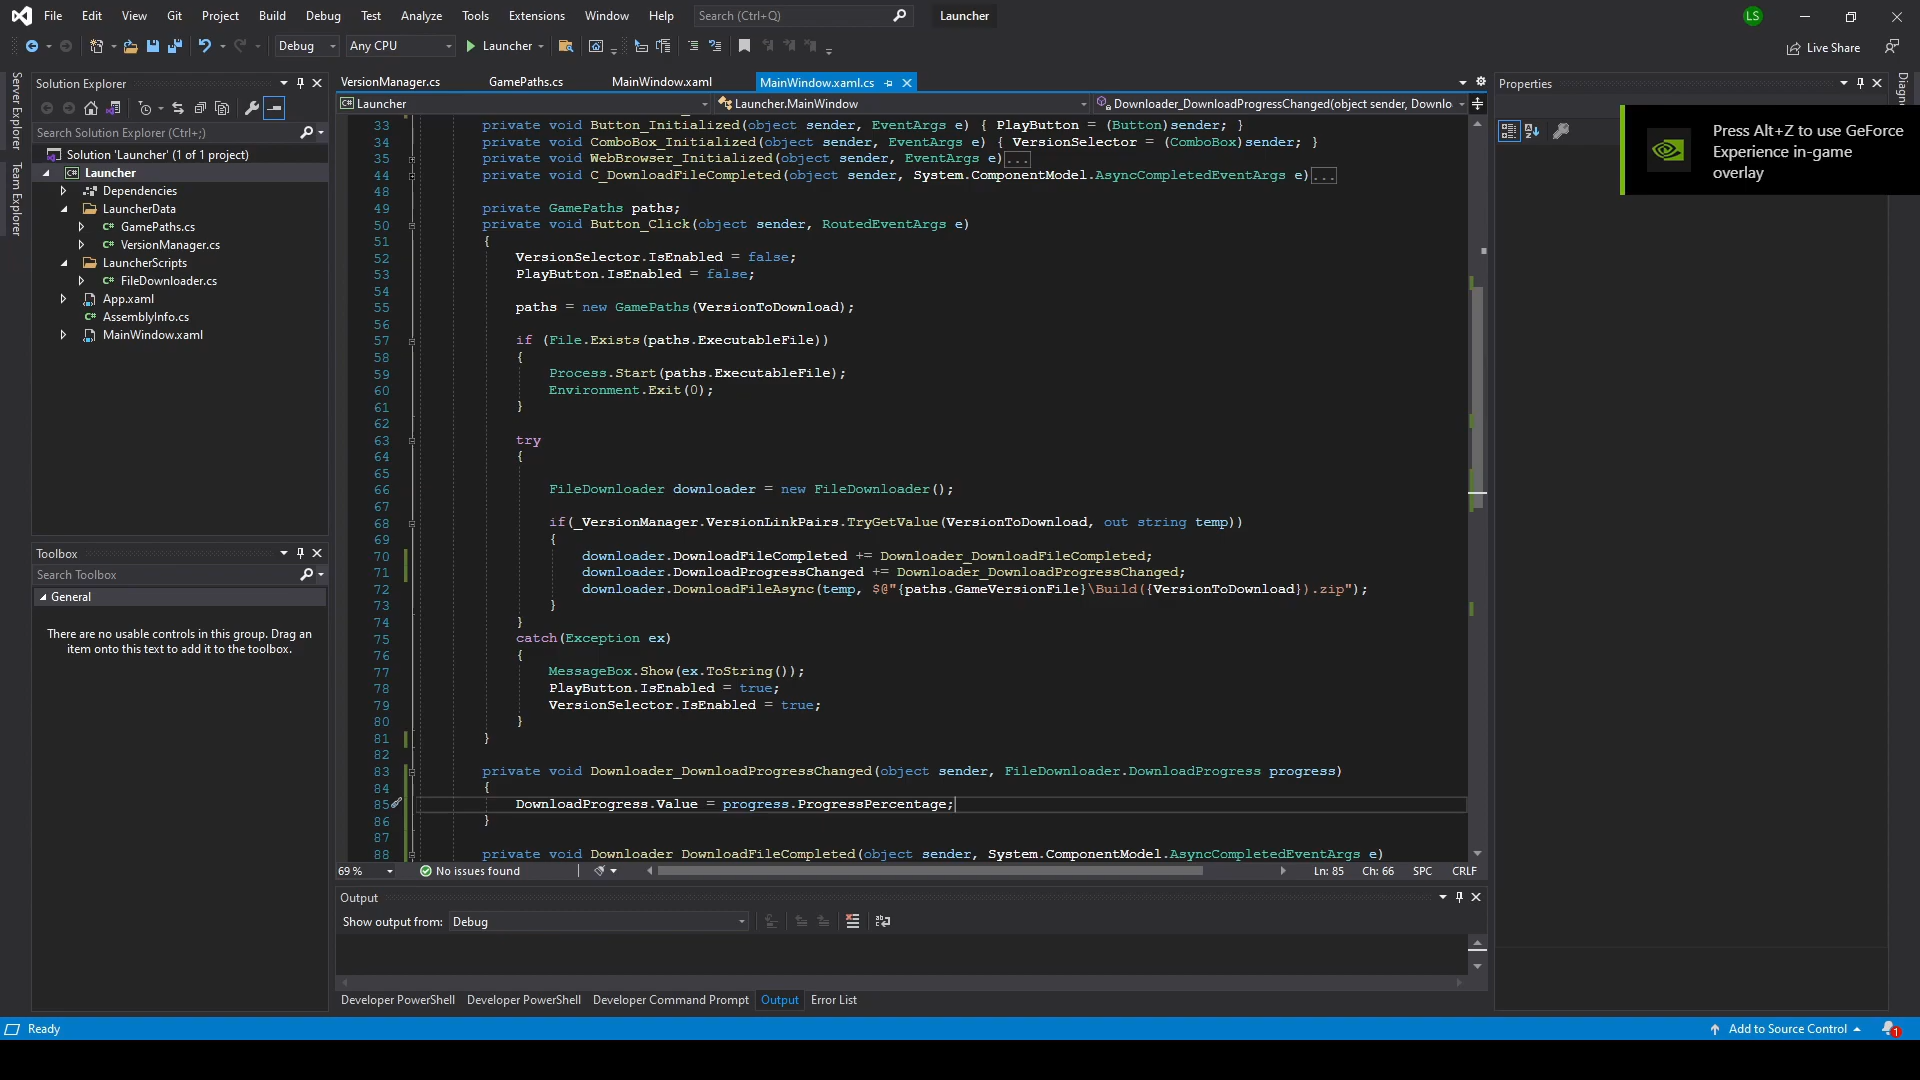 File Edit View Git Project Build Debug Test Analyze Tools Extensions Window Help Search (Ctrl+Q) Launcher LS
Debug Any CPU Launcher Live Share
Server Explorer
Team Explorer
Solution Explorer
Search Solution Explorer (Ctrl+;)
Solution 'Launcher' (1 of 1 project)
C# Launcher
Dependencies
LauncherData
C# GamePaths.cs
C# VersionManager.cs
LauncherScripts
C# FileDownloader.cs
App.xaml
C# AssemblyInfo.cs
MainWindow.xaml
Toolbox
Search Toolbox
General
There are no usable controls in this group. Drag an
item onto this text to add it to the toolbox.
VersionManager.cs GamePaths.cs MainWindow.xaml MainWindow.xaml.cs
C# Launcher Launcher.MainWindow Downloader_DownloadProgressChanged(object sender, Downlo
33 private void Button_Initialized(object sender, EventArgs e) { PlayButton = (Button)sender; }
34 private void ComboBox_Initialized(object sender, EventArgs e) { VersionSelector = (ComboBox)sender; }
35 private void WebBrowser_Initialized(object sender, EventArgs e)...
44 private void C_DownloadFileCompleted(object sender, System.ComponentModel.AsyncCompletedEventArgs e)...
48
49 private GamePaths paths;
50 private void Button_Click(object sender, RoutedEventArgs e)
51 {
52 VersionSelector.IsEnabled = false;
53 PlayButton.IsEnabled = false;
54
55 paths = new GamePaths(VersionToDownload);
56
57 if (File.Exists(paths.ExecutableFile))
58 {
59 Process.Start(paths.ExecutableFile);
60 Environment.Exit(0);
61 }
62
63 try
64 {
65
66 FileDownloader downloader = new FileDownloader();
67
68 if(_VersionManager.VersionLinkPairs.TryGetValue(VersionToDownload, out string temp))
69 {
70 downloader.DownloadFileCompleted += Downloader_DownloadFileCompleted;
71 downloader.DownloadProgressChanged += Downloader_DownloadProgressChanged;
72 downloader.DownloadFileAsync(temp, $@"{paths.GameVersionFile}\Build({VersionToDownload}).zip");
73 }
74 }
75 catch(Exception ex)
76 {
77 MessageBox.Show(ex.ToString());
78 PlayButton.IsEnabled = true;
79 VersionSelector.IsEnabled = true;
80 }
81 }
82
83 private void Downloader_DownloadProgressChanged(object sender, FileDownloader.DownloadProgress progress)
84 {
85 DownloadProgress.Value = progress.ProgressPercentage;
86 }
87
88 private void Downloader_DownloadFileCompleted(object sender, System.ComponentModel.AsyncCompletedEventArgs e)
69 % No issues found Ln: 85 Ch: 66 SPC CRLF
Output
Show output from: Debug
Developer PowerShell Developer PowerShell Developer Command Prompt Output Error List
Properties
Press Alt+Z to use GeForce
Experience in-game
overlay
Ready Add to Source Control 1